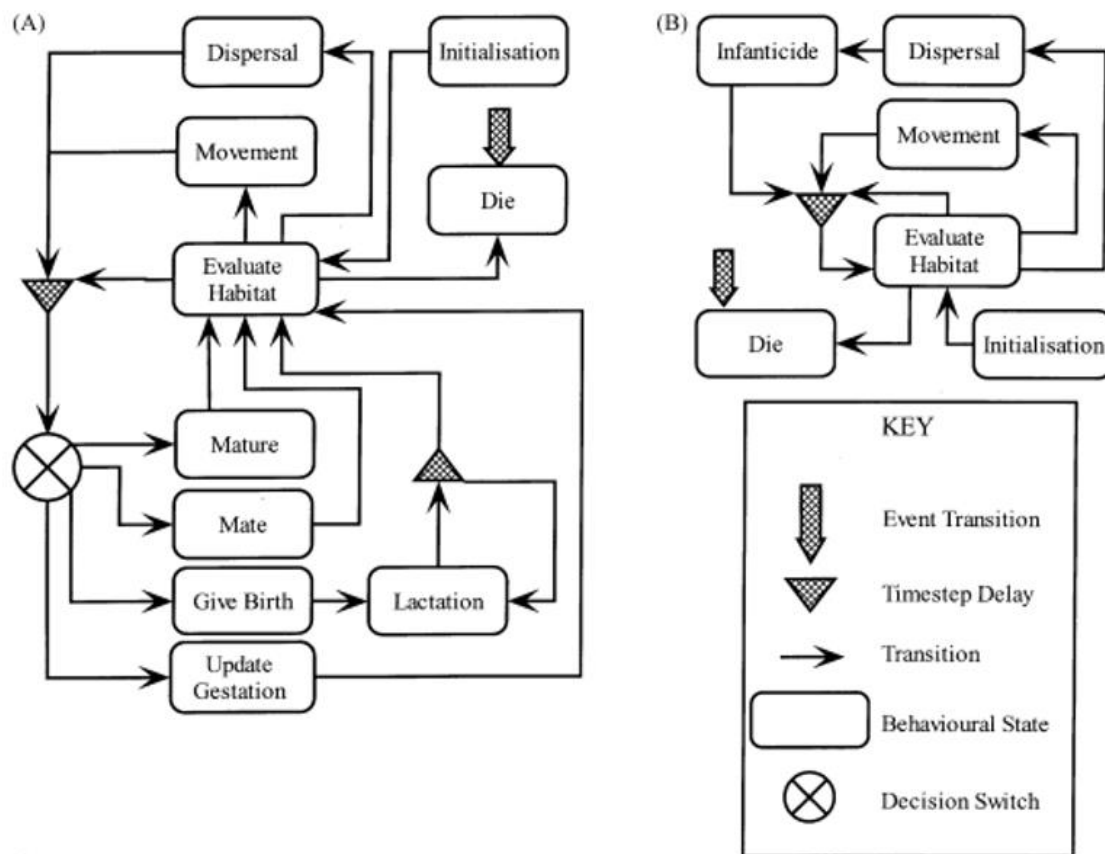 (A)
Dispersal
Initialisation
Movement
Die
Evaluate
Habitat
Mature
Mate
Give Birth
Lactation
Update
Gestation
(B)
Infanticide
Dispersal
Movement
Evaluate
Habitat
Die
Initialisation
KEY
Event Transition
Timestep Delay
Transition
Behavioural State
Decision Switch